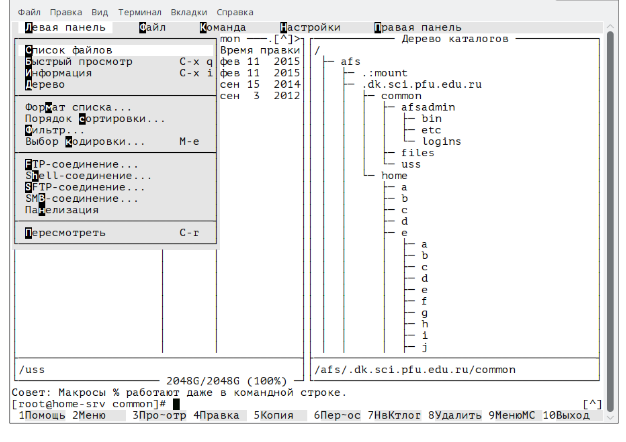 Файл Правка Вид Терминал Вкладки Справка
Левая панель Файл Команда Настройки Правая панель
Список файлов
Быстрый просмотр C-x q
Информация C-x i
Дерево
Формат списка...
Порядок сортировки...
Фильтр...
Выбор кодировки... M-e
FTP-соединение...
Shell-соединение...
SFTP-соединение...
SMB-соединение...
Панелизация
Пересмотреть C-r
mon .[^]>
Время правки
фев 11 2015
фев 11 2015
сен 15 2014
сен 3 2012
/uss
2048G/2048G (100%)
Дерево каталогов
/
afs
.:mount
.dk.sci.pfu.edu.ru
common
afsadmin
bin
etc
logins
files
uss
home
a
b
c
d
e
a
b
c
d
e
f
g
h
i
j
/afs/.dk.sci.pfu.edu.ru/common
Совет: Макросы % работают даже в командной строке.
[root@home-srv common]# [^]
1Помощь 2Меню 3Про~отр 4Правка 5Копия 6Пер~ос 7НвКтлог 8Удалить 9МенюMC 10Выход